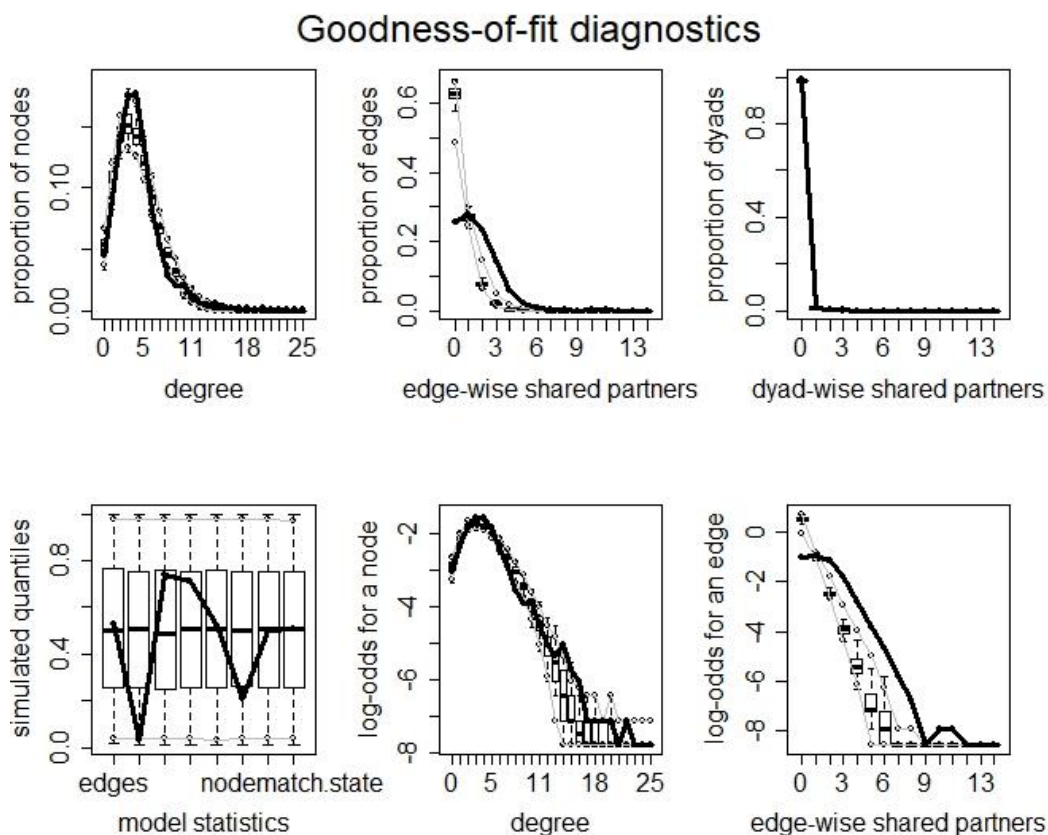 Goodness-of-fit diagnostics
proportion of nodes
0.00 0.10
0 5 11 18 25
degree
proportion of edges
0.0 0.2 0.4 0.6
0 3 6 9 13
edge-wise shared partners
proportion of dyads
0.0 0.4 0.8
0 3 6 9 13
dyad-wise shared partners
simulated quantiles
0.0 0.4 0.8
edges nodematch.state
model statistics
log-odds for a node
-8 -6 -4 -2
0 5 11 18 25
degree
log-odds for an edge
-8 -6 -4 -2 0
0 3 6 9 13
edge-wise shared partners